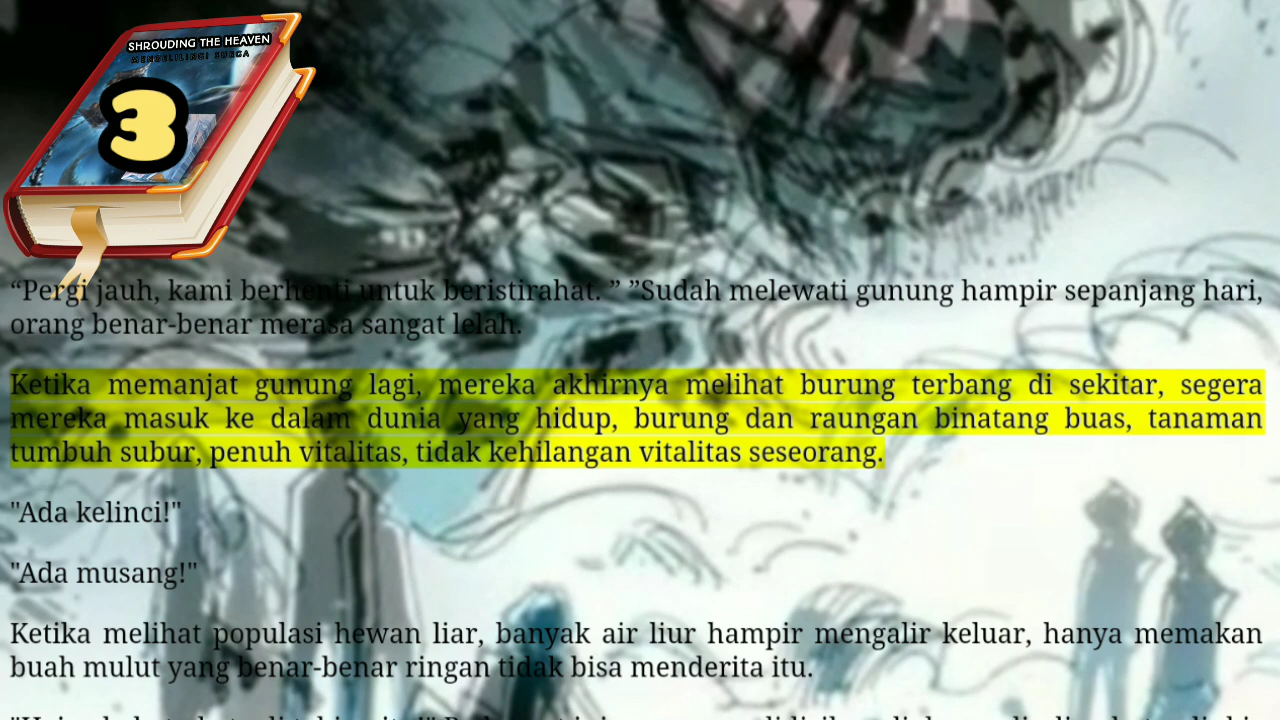 SHROUDING THE HEAVEN
MENGELILINGI SURGA
3
“Pergi jauh, kami berhenti untuk beristirahat. ” ”Sudah melewati gunung hampir sepanjang hari,
orang benar-benar merasa sangat lelah.
Ketika memanjat gunung lagi, mereka akhirnya melihat burung terbang di sekitar, segera
mereka masuk ke dalam dunia yang hidup, burung dan raungan binatang buas, tanaman
tumbuh subur, penuh vitalitas, tidak kehilangan vitalitas seseorang.
"Ada kelinci!"
"Ada musang!"
Ketika melihat populasi hewan liar, banyak air liur hampir mengalir keluar, hanya memakan
buah mulut yang benar-benar ringan tidak bisa menderita itu.